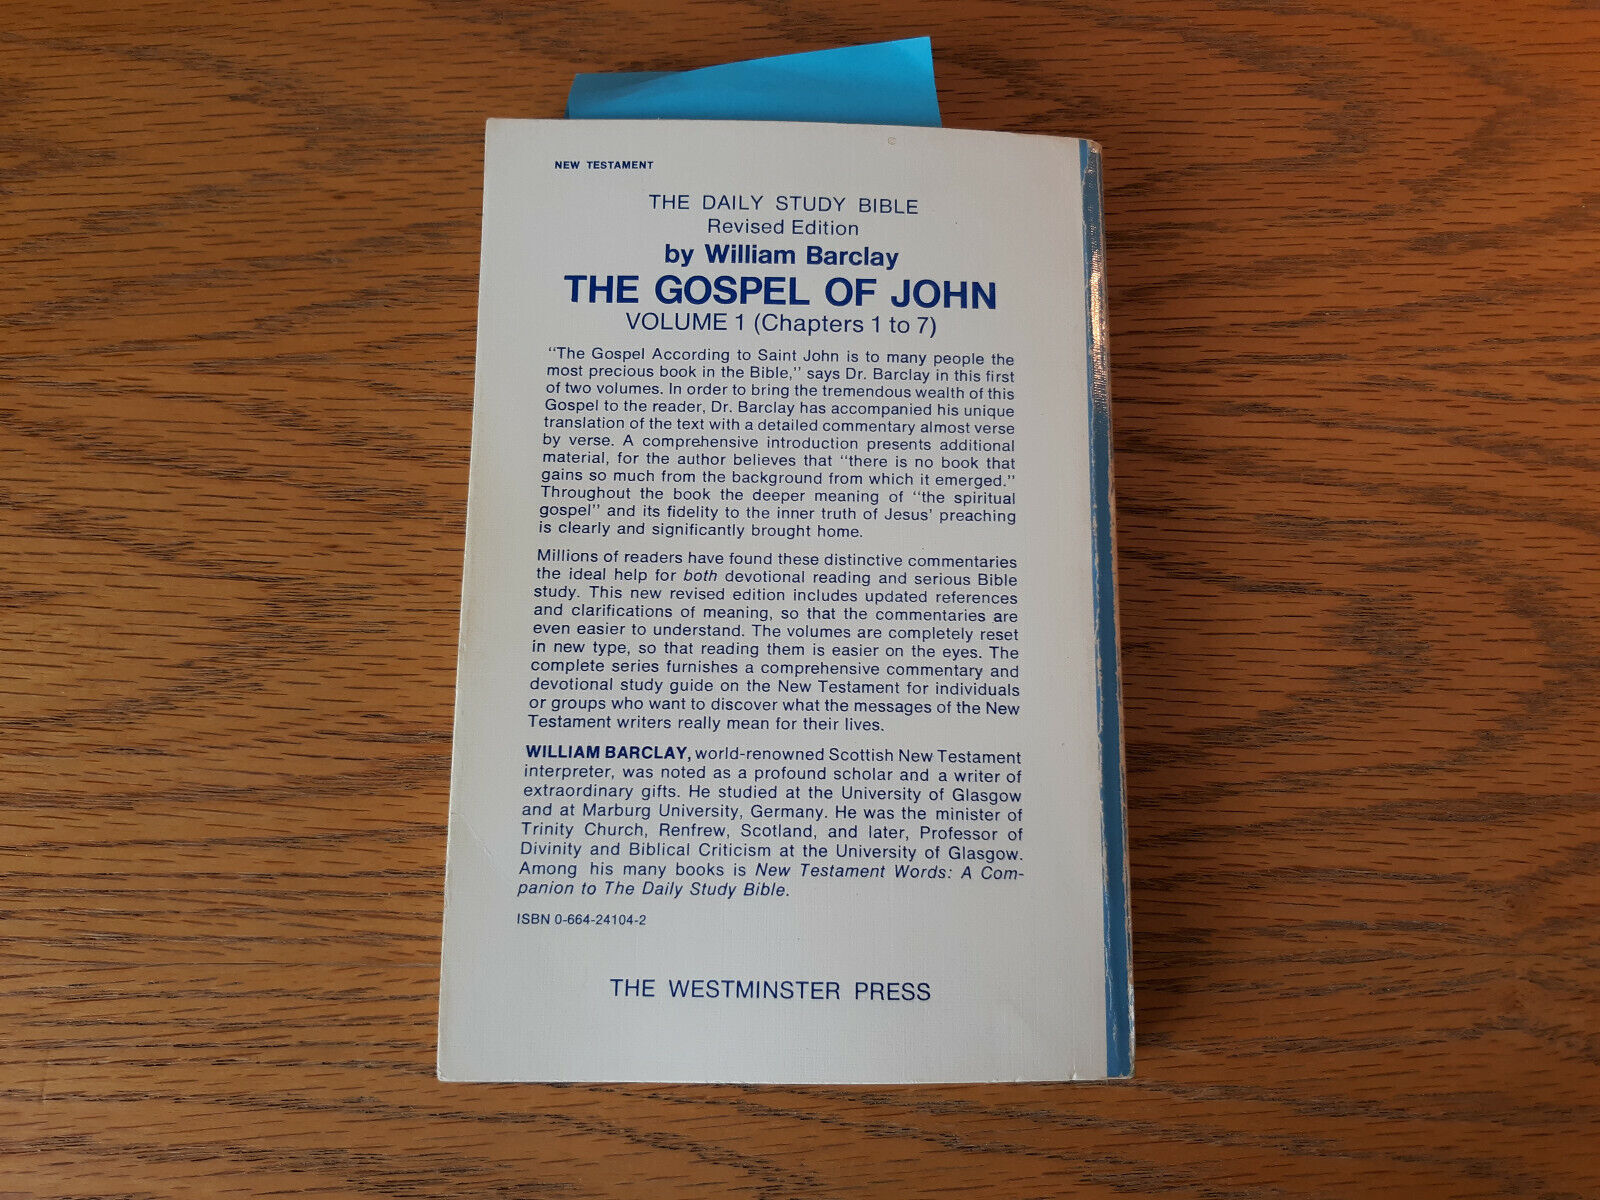 NEW TESTAMENT
THE DAILY STUDY BIBLE
Revised Edition
by William Barclay
THE GOSPEL OF JOHN
VOLUME 1 (Chapters 1 to 7)
"The Gospel According to Saint John is to many people the
most precious book in the Bible," says Dr. Barclay in this first
of two volumes. In order to bring the tremendous wealth of this
Gospel to the reader, Dr. Barclay has accompanied his unique
translation of the text with a detailed commentary almost verse
by verse. A comprehensive introduction presents additional
material, for the author believes that "there is no book that
gains so much from the background from which it emerged."
Throughout the book the deeper meaning of "the spiritual
gospel" and its fidelity to the inner truth of Jesus' preaching
is clearly and significantly brought home.
Millions of readers have found these distinctive commentaries
the ideal help for both devotional reading and serious Bible
study. This new revised edition includes updated references
and clarifications of meaning, so that the commentaries are
even easier to understand. The volumes are completely reset
in new type, so that reading them is easier on the eyes. The
complete series furnishes a comprehensive commentary and
devotional study guide on the New Testament for individuals
or groups who want to discover what the messages of the New
Testament writers really mean for their lives.
WILLIAM BARCLAY, world-renowned Scottish New Testament
interpreter, was noted as a profound scholar and a writer of
extraordinary gifts. He studied at the University of Glasgow
and at Marburg University, Germany. He was the minister of
Trinity Church, Renfrew, Scotland, and later, Professor of
Divinity and Biblical Criticism at the University of Glasgow.
Among his many books is New Testament Words: A Com-
panion to The Daily Study Bible.
ISBN 0-664-24104-2
THE WESTMINSTER PRESS